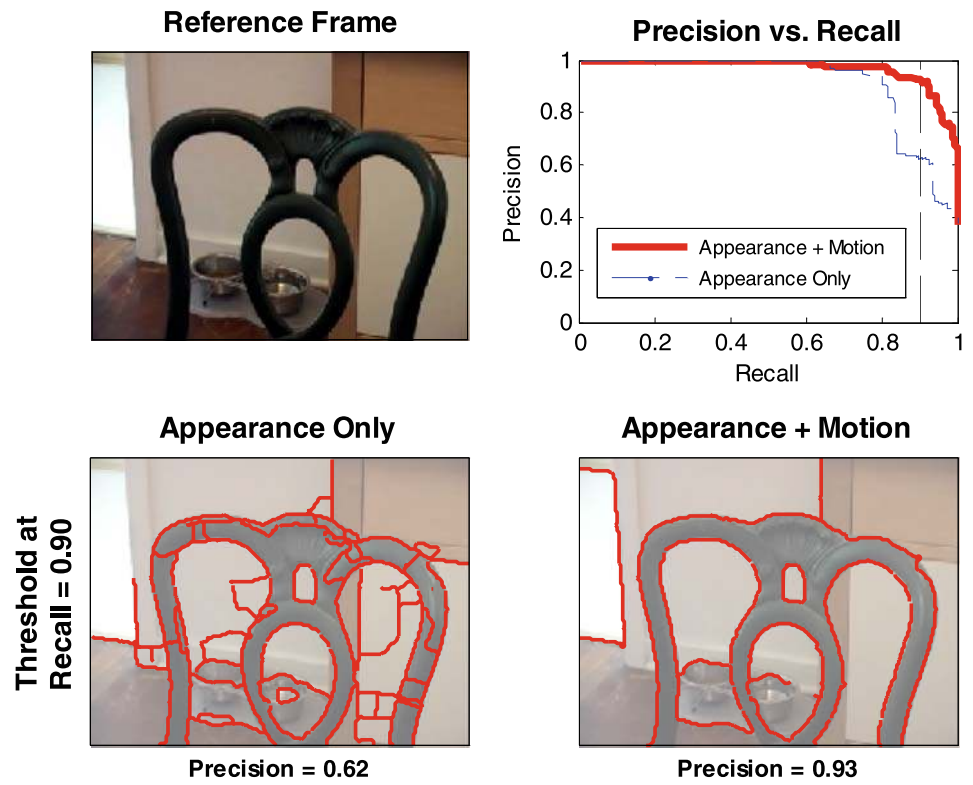 Reference Frame
Precision vs. Recall
1
0.8
0.6
0.4
0.2
0
Precision
Appearance + Motion
Appearance Only
0
0.2
0.4
0.6
0.8
1
Recall
Appearance Only
Appearance + Motion
Threshold at
Recall = 0.90
Precision = 0.62
Precision = 0.93